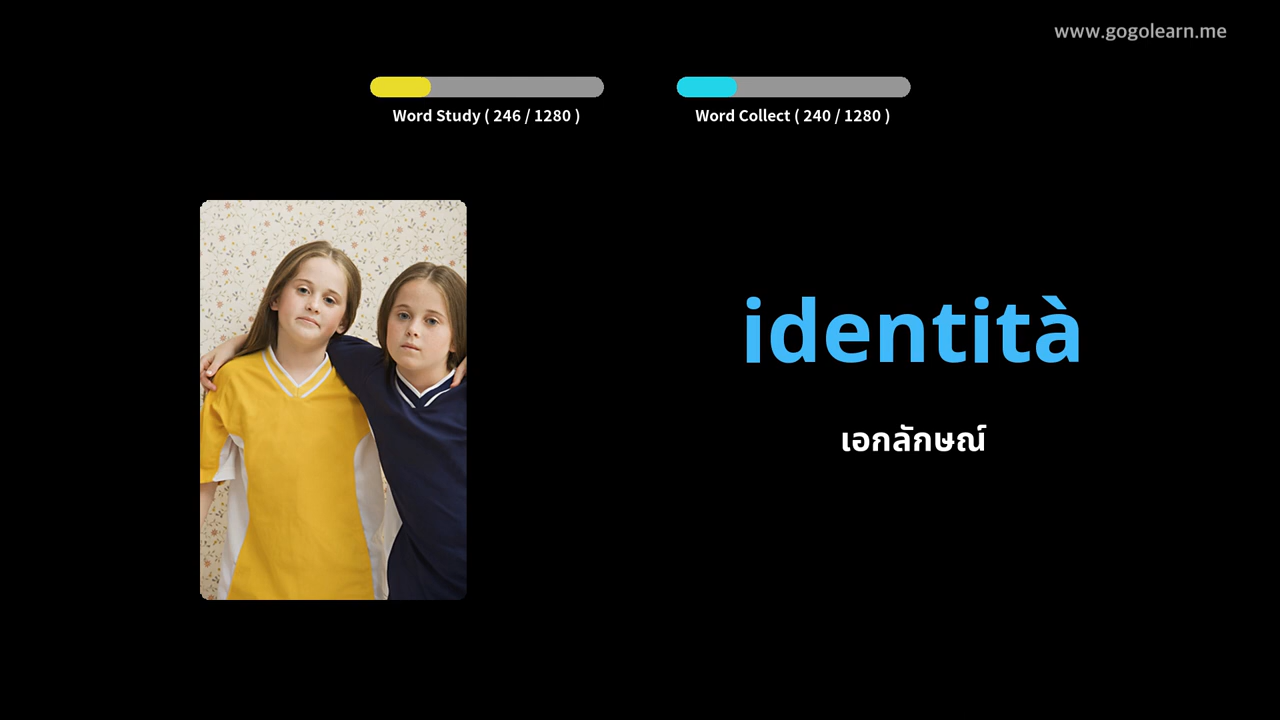 www.gogolearn.me
Word Study ( 246 / 1280 )
Word Collect ( 240 / 1280 )
identità
เอกลักษณ์